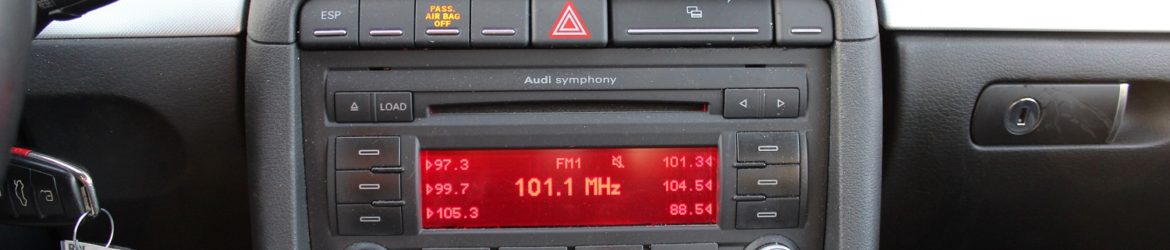 ESP
PASS.
AIR BAG
OFF
Audi symphony
LOAD
97.3 FM1 101.3
99.7 101.1 MHz 104.5
105.3 88.5